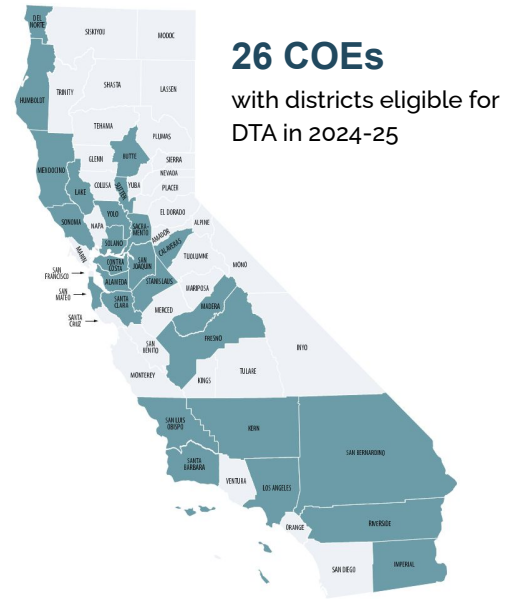 26 COEs
with districts eligible for
DTA in 2024-25
DEL
NORTE
SISKIYOU
MODOC
HUMBOLDT
TRINITY
SHASTA
LASSEN
TEHAMA
PLUMAS
MENDOCINO
GLENN
BUTTE
SIERRA
NEVADA
PLACER
LAKE
COLUSA
SUTTER
YUBA
EL DORADO
SONOMA
NAPA
YOLO
SACRA-
MENTO
ALPINE
AMADOR
SOLANO
CALAVERAS
MARIN
TUOLUMNE
MONO
SAN
FRANCISCO
CONTRA
COSTA
SAN
JOAQUIN
ALAMEDA
STANISLAUS
MARIPOSA
SAN
MATEO
SANTA
CLARA
MERCED
MADERA
SANTA
CRUZ
FRESNO
SAN
BENITO
INYO
MONTEREY
KINGS
TULARE
SAN LUIS
OBISPO
KERN
SAN BERNARDINO
SANTA
BARBARA
VENTURA
LOS ANGELES
ORANGE
RIVERSIDE
SAN DIEGO
IMPERIAL